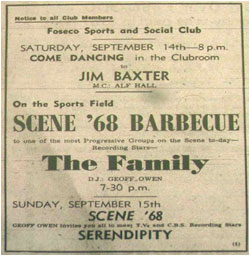 Notice to all Club Members
Foseco Sports and Social Club
SATURDAY, SEPTEMBER 14th—8 p.m.
COME DANCING in the Clubroom
to
JIM BAXTER
M.C: ALF HALL
On the Sports Field
SCENE '68 BARBECUE
to one of the most Progressive Groups on the Scene to-day—
Recording Stars—
The Family
D.J: GEOFF OWEN
7-30 p.m.
SUNDAY, SEPTEMBER 15th
SCENE '68
GEOFF OWEN invites you all to meet T.V. and C.B.S. Recording Stars
SERENDIPITY